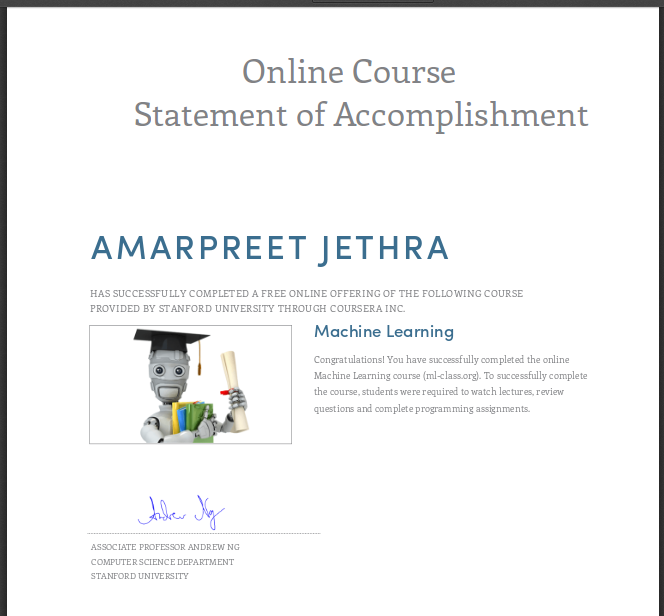 Online Course
Statement of Accomplishment
AMARPREET JETHRA
HAS SUCCESSFULLY COMPLETED A FREE ONLINE OFFERING OF THE FOLLOWING COURSE
PROVIDED BY STANFORD UNIVERSITY THROUGH COURSERA INC.
Machine Learning
Congratulations! You have successfully completed the online
Machine Learning course (ml-class.org). To successfully complete
the course, students were required to watch lectures, review
questions and complete programming assignments.
Andrew Ng
ASSOCIATE PROFESSOR ANDREW NG
COMPUTER SCIENCE DEPARTMENT
STANFORD UNIVERSITY